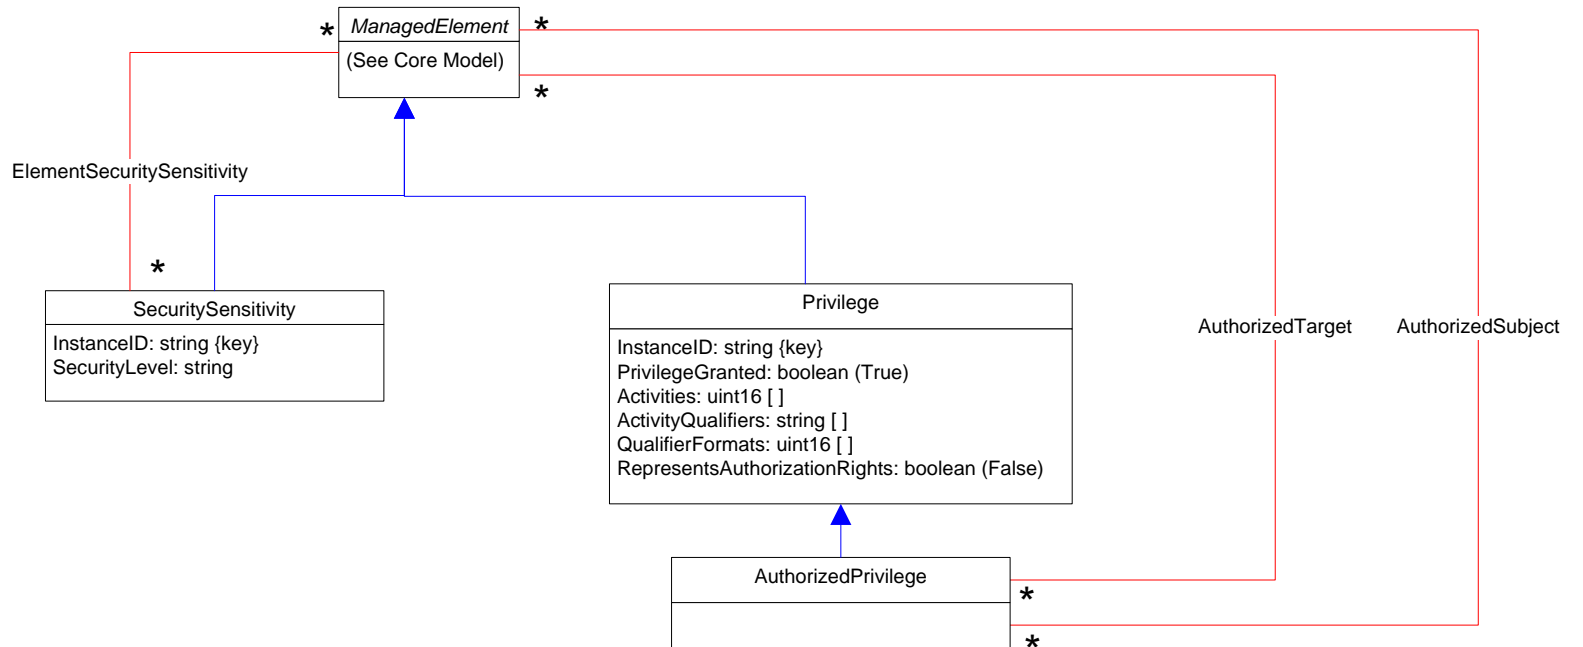 * ManagedElement *
(See Core Model)
*
ElementSecuritySensitivity
*
SecuritySensitivity
InstanceID: string {key}
SecurityLevel: string
Privilege
InstanceID: string {key}
PrivilegeGranted: boolean (True)
Activities: uint16 [ ]
ActivityQualifiers: string [ ]
QualifierFormats: uint16 [ ]
RepresentsAuthorizationRights: boolean (False)
AuthorizedTarget
AuthorizedSubject
AuthorizedPrivilege
*
*